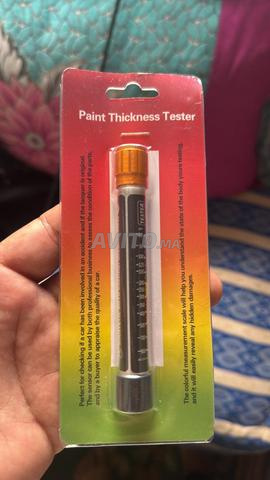 Paint Thickness Tester
TESTER
AVITO.ma
Perfect for checking if a car has been involved in an accident and if the lacquer is original.
The sensor can be used by both professional business to assess the condition of the parts,
and by a buyer to appraise the quality of a car.
The colorful measurement scale will help you understand the state of the body youre testing,
and it will easily reveal any hidden damages.